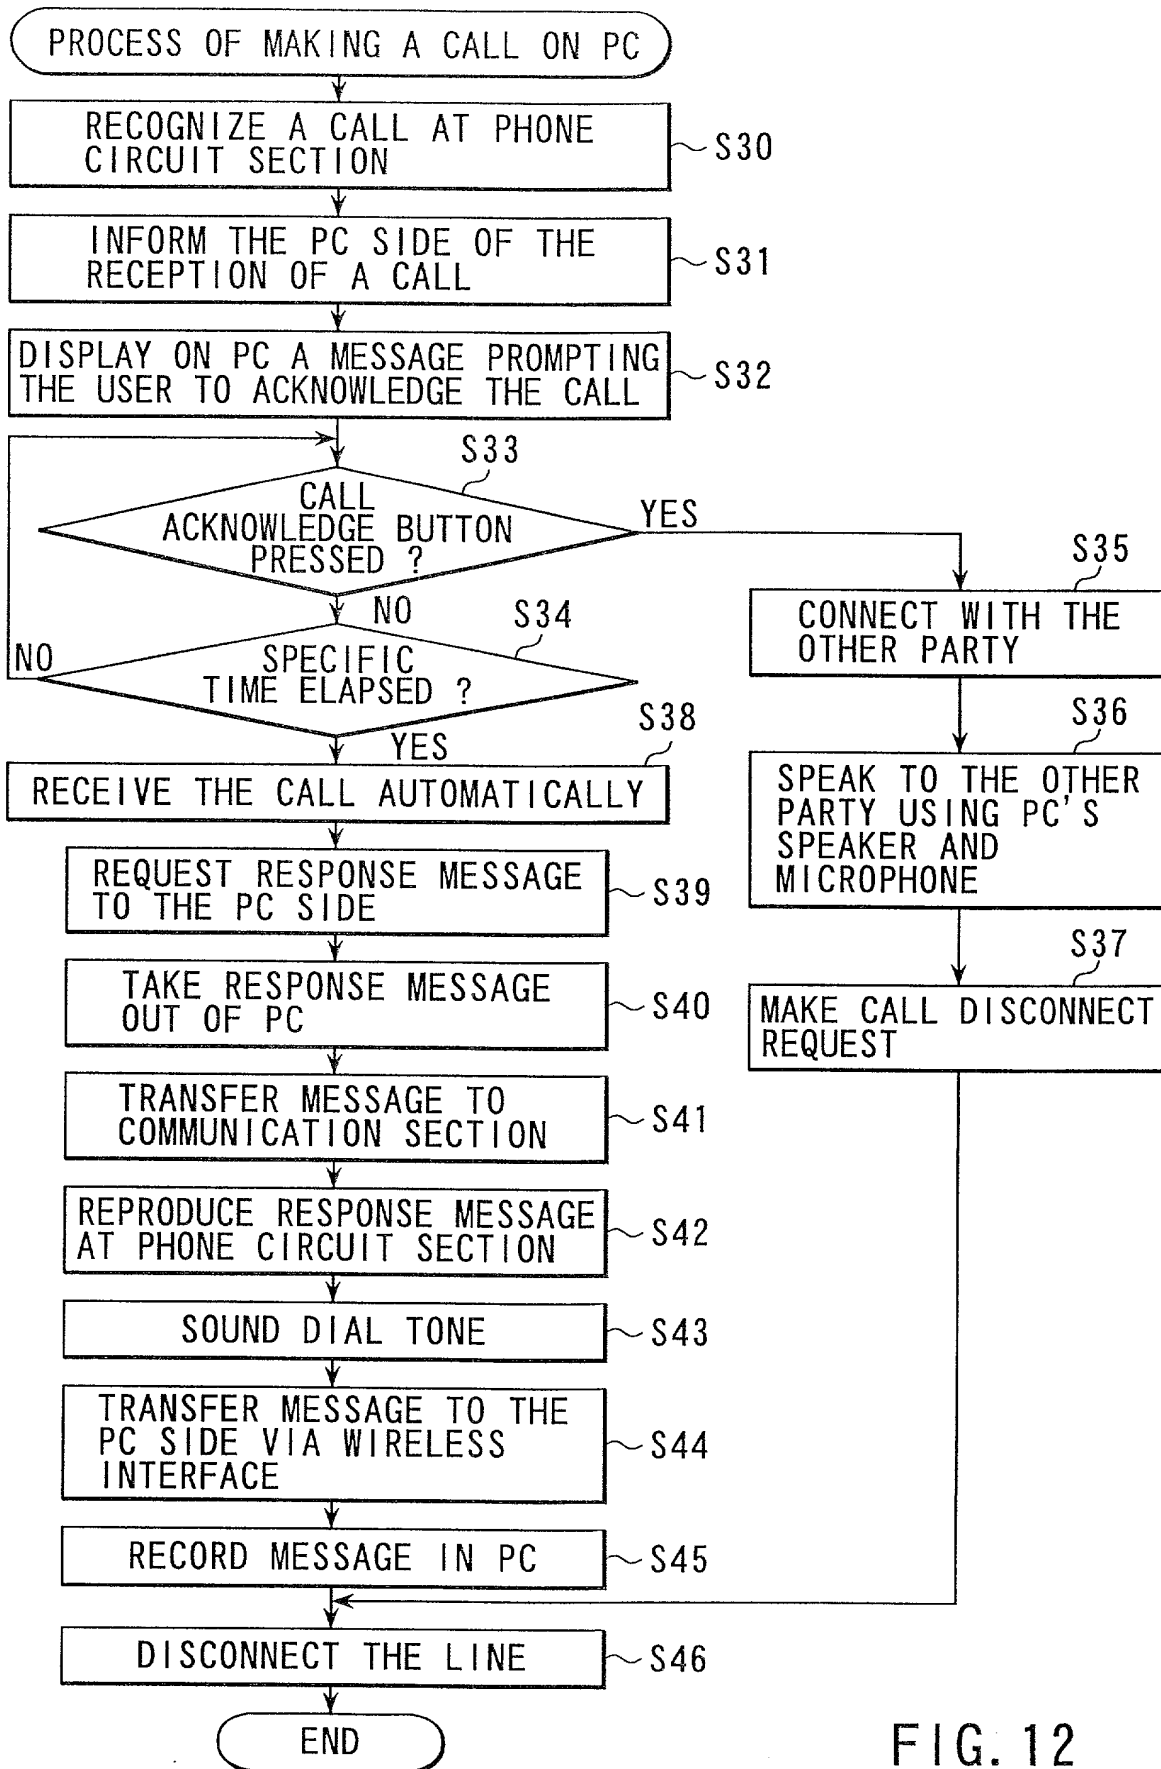 PROCESS OF MAKING A CALL ON PC
RECOGNIZE A CALL AT PHONE
CIRCUIT SECTION
S30
INFORM THE PC SIDE OF THE
RECEPTION OF A CALL
S31
DISPLAY ON PC A MESSAGE PROMPTING
THE USER TO ACKNOWLEDGE THE CALL
S32
S33
CALL
ACKNOWLEDGE BUTTON
PRESSED ?
YES
NO
S34
SPECIFIC
TIME ELAPSED ?
NO
YES
S35
CONNECT WITH THE
OTHER PARTY
S36
SPEAK TO THE OTHER
PARTY USING PC'S
SPEAKER AND
MICROPHONE
S37
MAKE CALL DISCONNECT
REQUEST
S38
RECEIVE THE CALL AUTOMATICALLY
REQUEST RESPONSE MESSAGE
TO THE PC SIDE
S39
TAKE RESPONSE MESSAGE
OUT OF PC
S40
TRANSFER MESSAGE TO
COMMUNICATION SECTION
S41
REPRODUCE RESPONSE MESSAGE
AT PHONE CIRCUIT SECTION
S42
SOUND DIAL TONE
S43
TRANSFER MESSAGE TO THE
PC SIDE VIA WIRELESS
INTERFACE
S44
RECORD MESSAGE IN PC
S45
DISCONNECT THE LINE
S46
END
FIG. 12